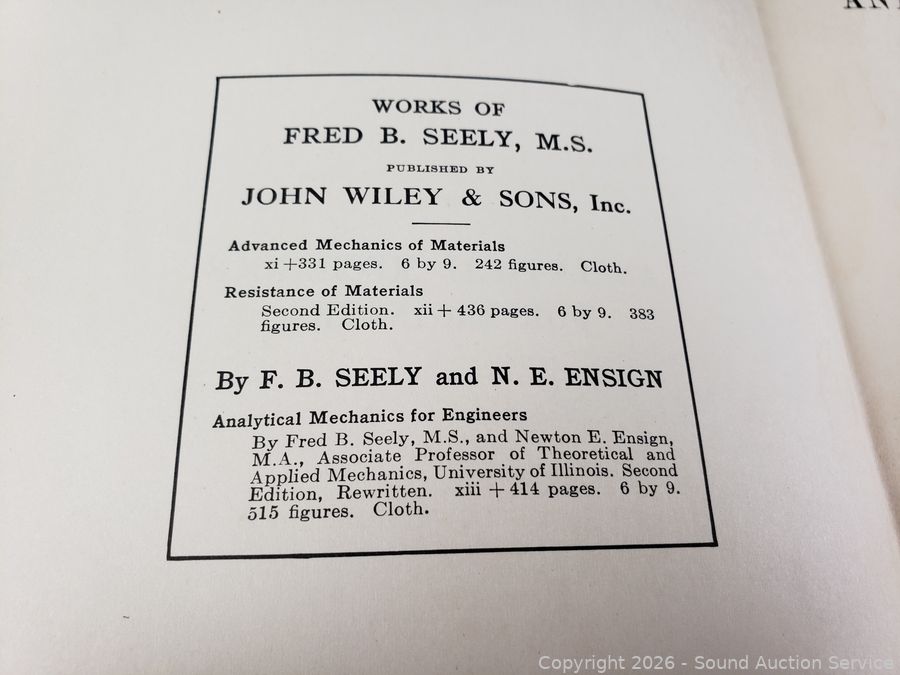 WORKS OF
FRED B. SEELY, M.S.
PUBLISHED BY
JOHN WILEY & SONS, Inc.
Advanced Mechanics of Materials
xi + 331 pages. 6 by 9. 242 figures. Cloth.
Resistance of Materials
Second Edition. xii + 436 pages. 6 by 9. 383
figures. Cloth.
By F. B. SEELY and N. E. ENSIGN
Analytical Mechanics for Engineers
By Fred B. Seely, M.S., and Newton E. Ensign,
M.A., Associate Professor of Theoretical and
Applied Mechanics, University of Illinois. Second
Edition, Rewritten. xiii + 414 pages. 6 by 9.
515 figures. Cloth.
Copyright 2026 - Sound Auction Service